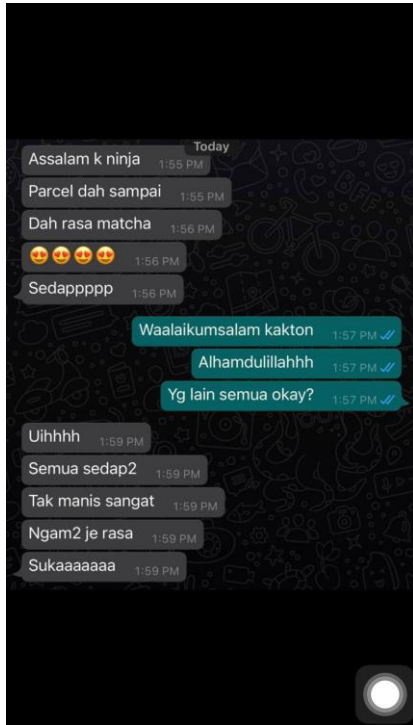 Today
Assalam k ninja 1:55 PM
Parcel dah sampai 1:55 PM
Dah rasa matcha 1:56 PM
😍😍😍😍 1:56 PM
Sedappppp 1:56 PM
Waalaikumsalam kakton 1:57 PM
Alhamdulillahhh 1:57 PM
Yg lain semua okay? 1:57 PM
Uihhhh 1:59 PM
Semua sedap2 1:59 PM
Tak manis sangat 1:59 PM
Ngam2 je rasa 1:59 PM
Sukaaaaaaa 1:59 PM